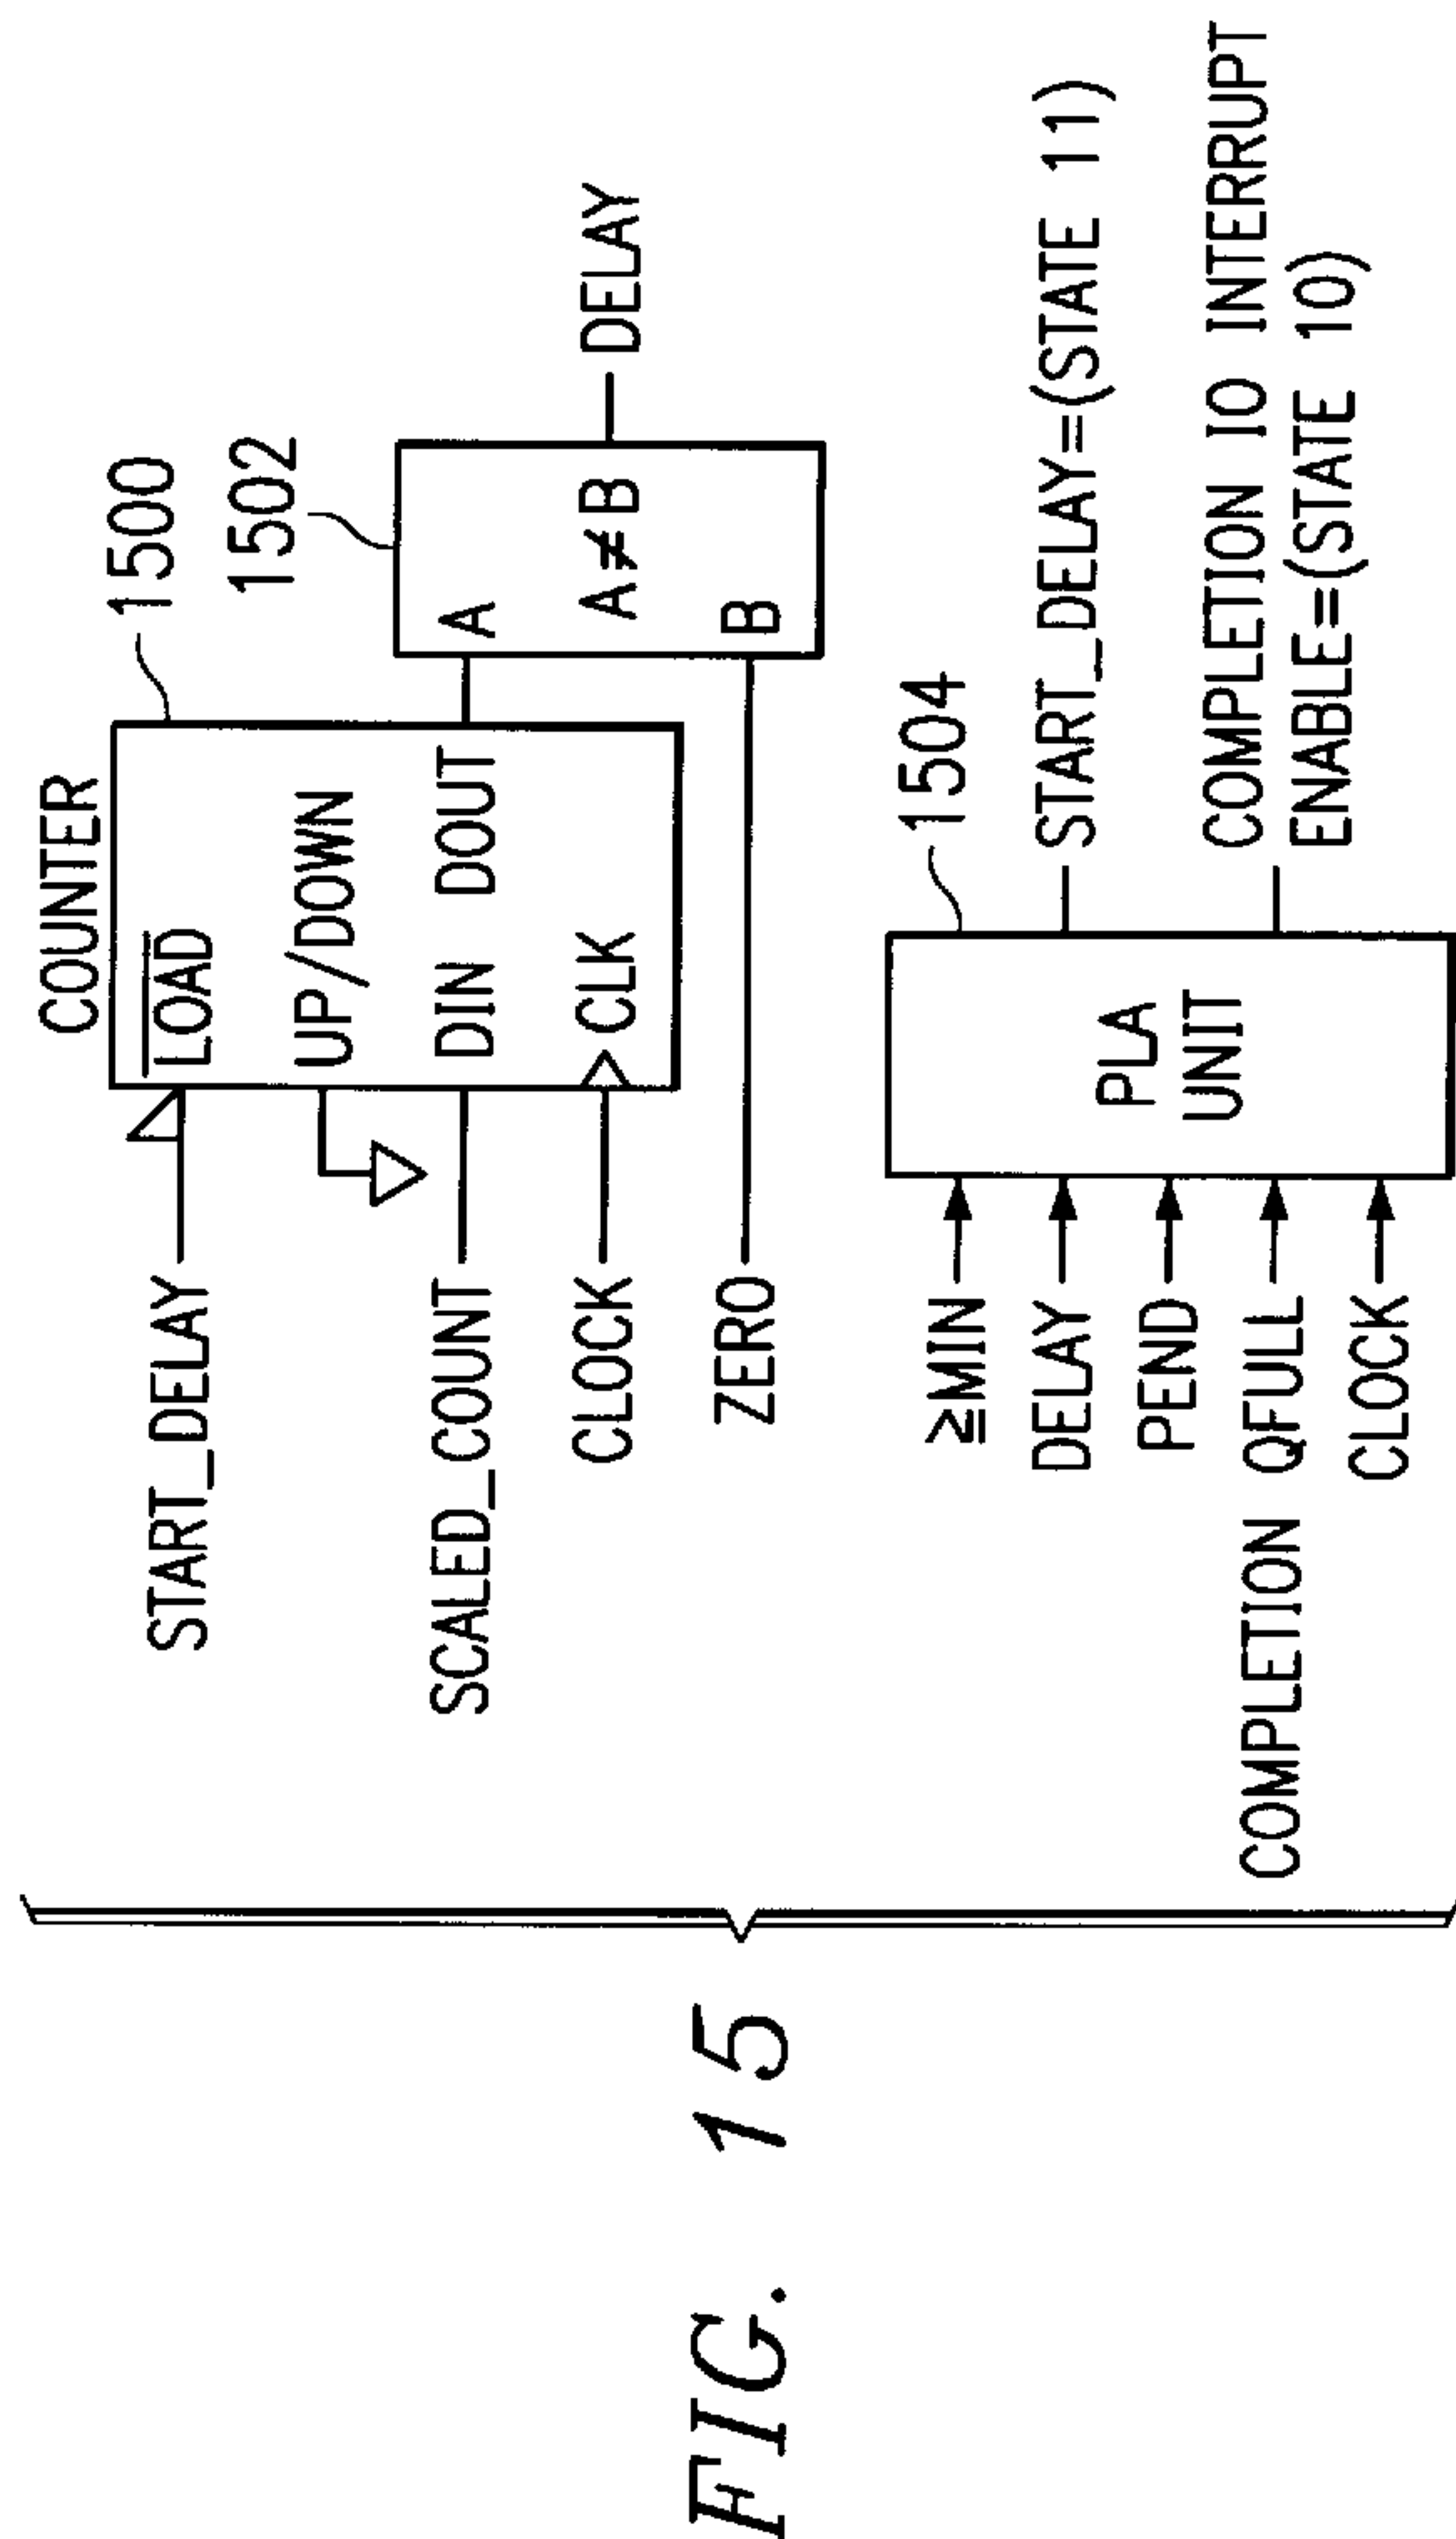 COUNTER
1500
1502
START_DELAY
LOAD
UP/DOWN
SCALED_COUNT
DIN DOUT
A
CLOCK
CLK
A≠B
DELAY
ZERO
B
1504
≥MIN
DELAY
START_DELAY=(STATE 11)
PEND
PLA
UNIT
COMPLETION QFULL
COMPLETION IO INTERRUPT
ENABLE=(STATE 10)
CLOCK
FIG. 15